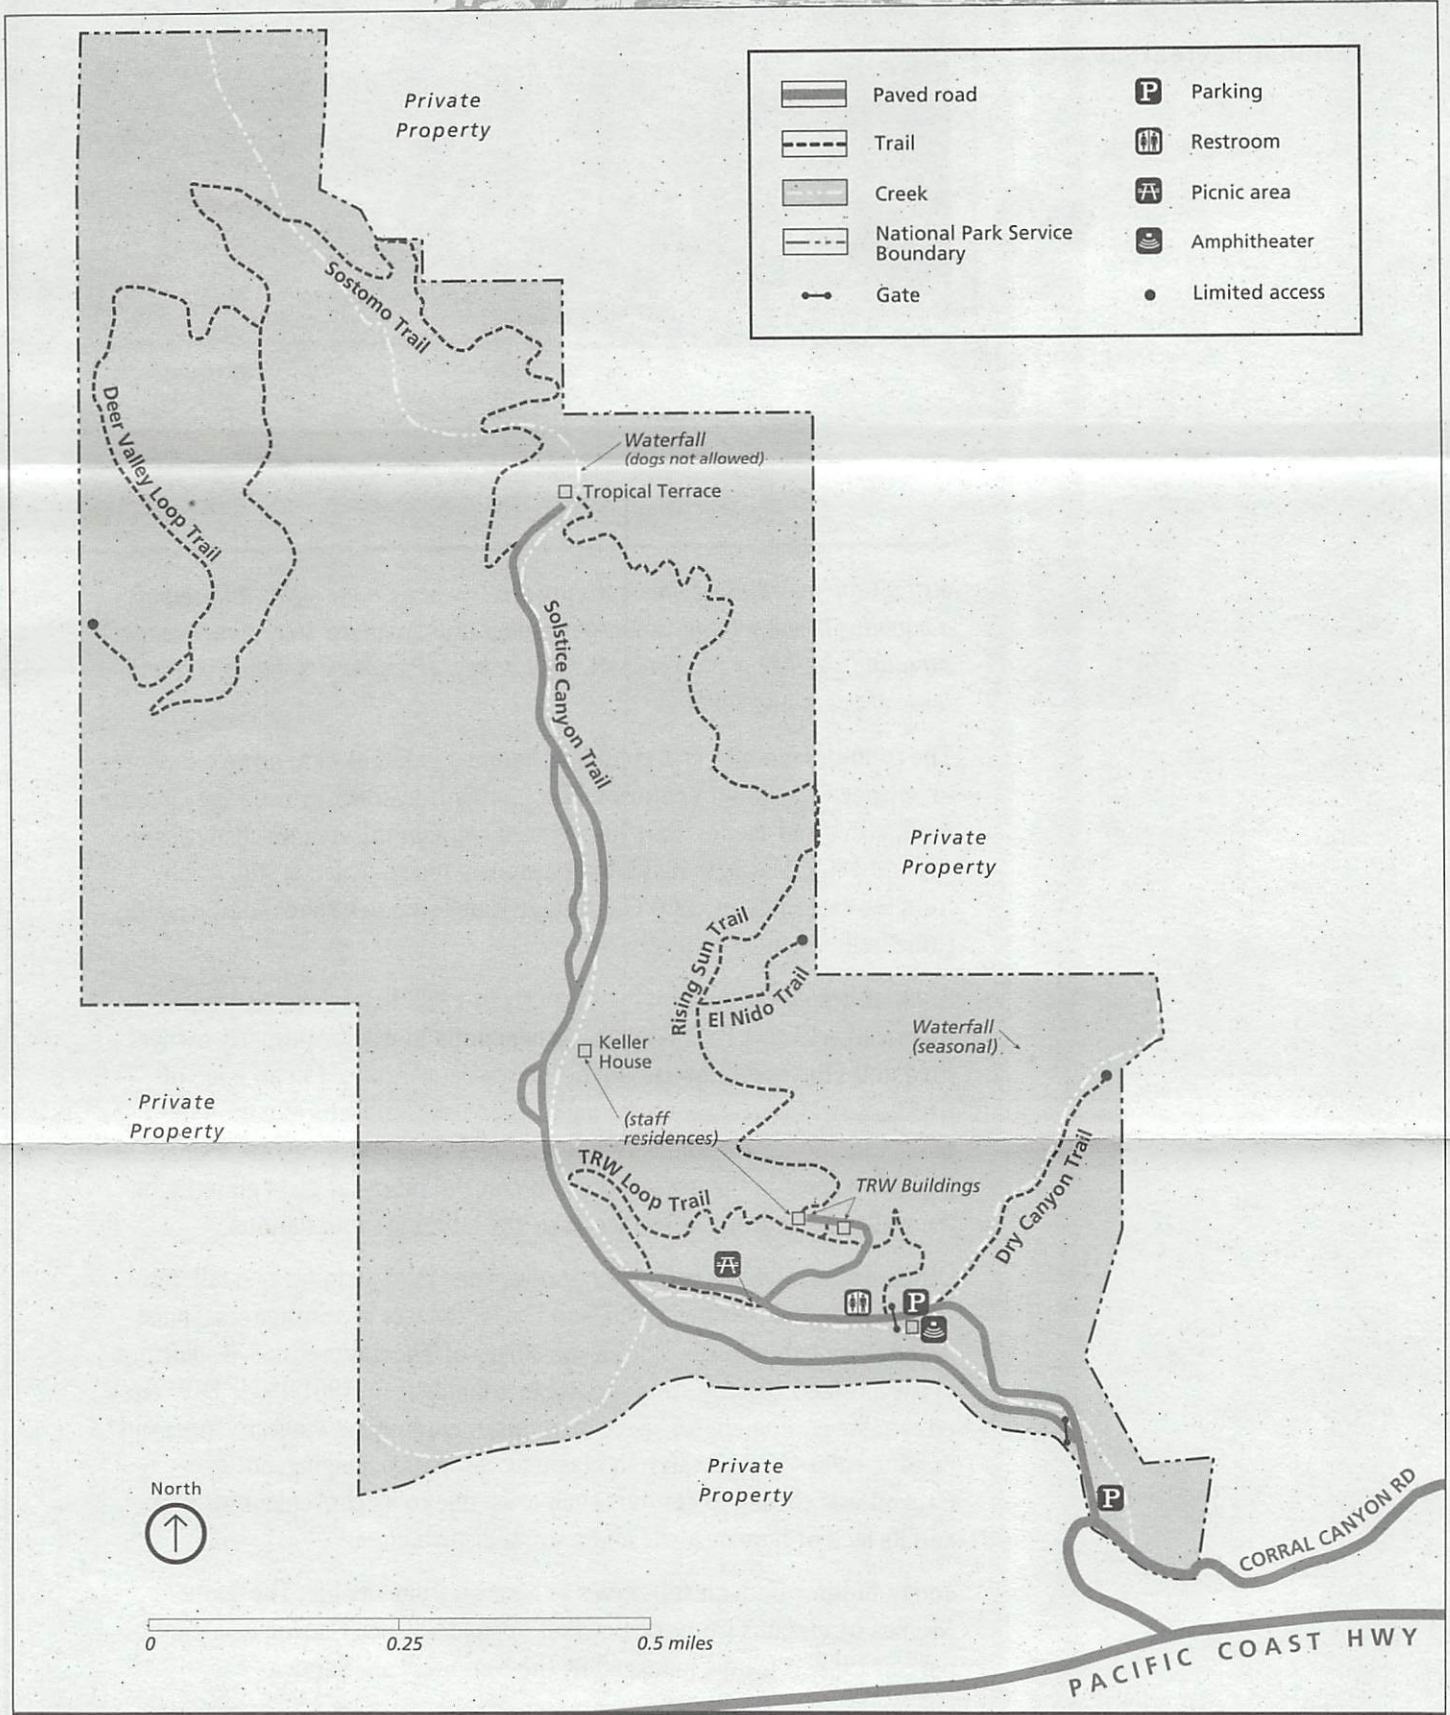 Private
Property
Paved road
Trail
Creek
National Park Service
Boundary
Gate
P Parking
Restroom
Picnic area
Amphitheater
Limited access
Sostomo Trail
Deer Valley Loop Trail
Waterfall
(dogs not allowed)
Tropical Terrace
Solstice Canyon Trail
Private
Property
Rising Sun Trail
El Nido Trail
Waterfall
(seasonal)
Keller
House
Private
Property
(staff
residences)
TRW Loop Trail
TRW Buildings
Dry Canyon Trail
P
Private
Property
P
North
CORRAL CANYON RD
0 0.25 0.5 miles
PACIFIC COAST HWY